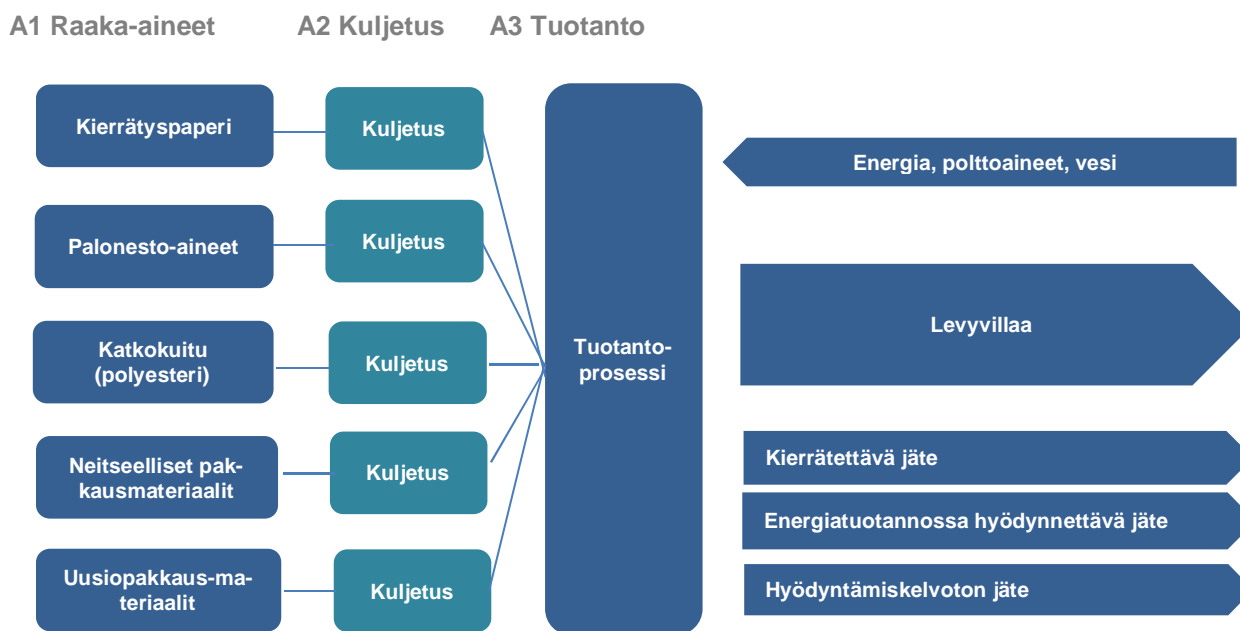 A1 Raaka-aineet
A2 Kuljetus
A3 Tuotanto
Kierrätyspaperi
Kuljetus
Palonesto-aineet
Kuljetus
Katkokuitu
(polyesteri)
Kuljetus
Neitseelliset pak-
kausmateriaalit
Kuljetus
Uusiopakkaus-ma-
teriaalit
Kuljetus
Tuotanto-
prosessi
Energia, polttoaineet, vesi
Levyvillaa
Kierrätettävä jäte
Energiatuotannossa hyödynnettävä jäte
Hyödyntämiskelvoton jäte